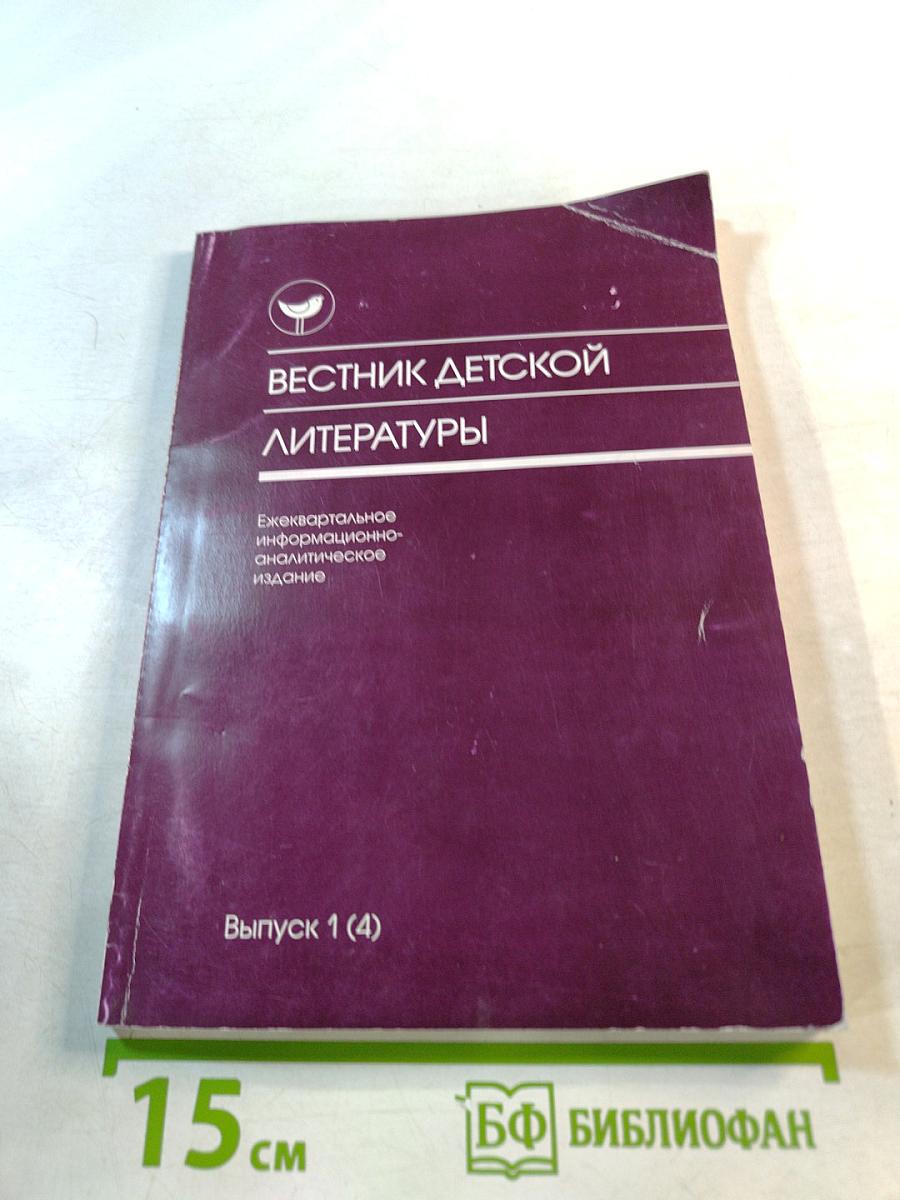 ВЕСТНИК ДЕТСКОЙ
ЛИТЕРАТУРЫ
Ежеквартальное
информационно-
аналитическое
издание
Выпуск 1 (4)
15 см
БФ БИБЛИОФАН